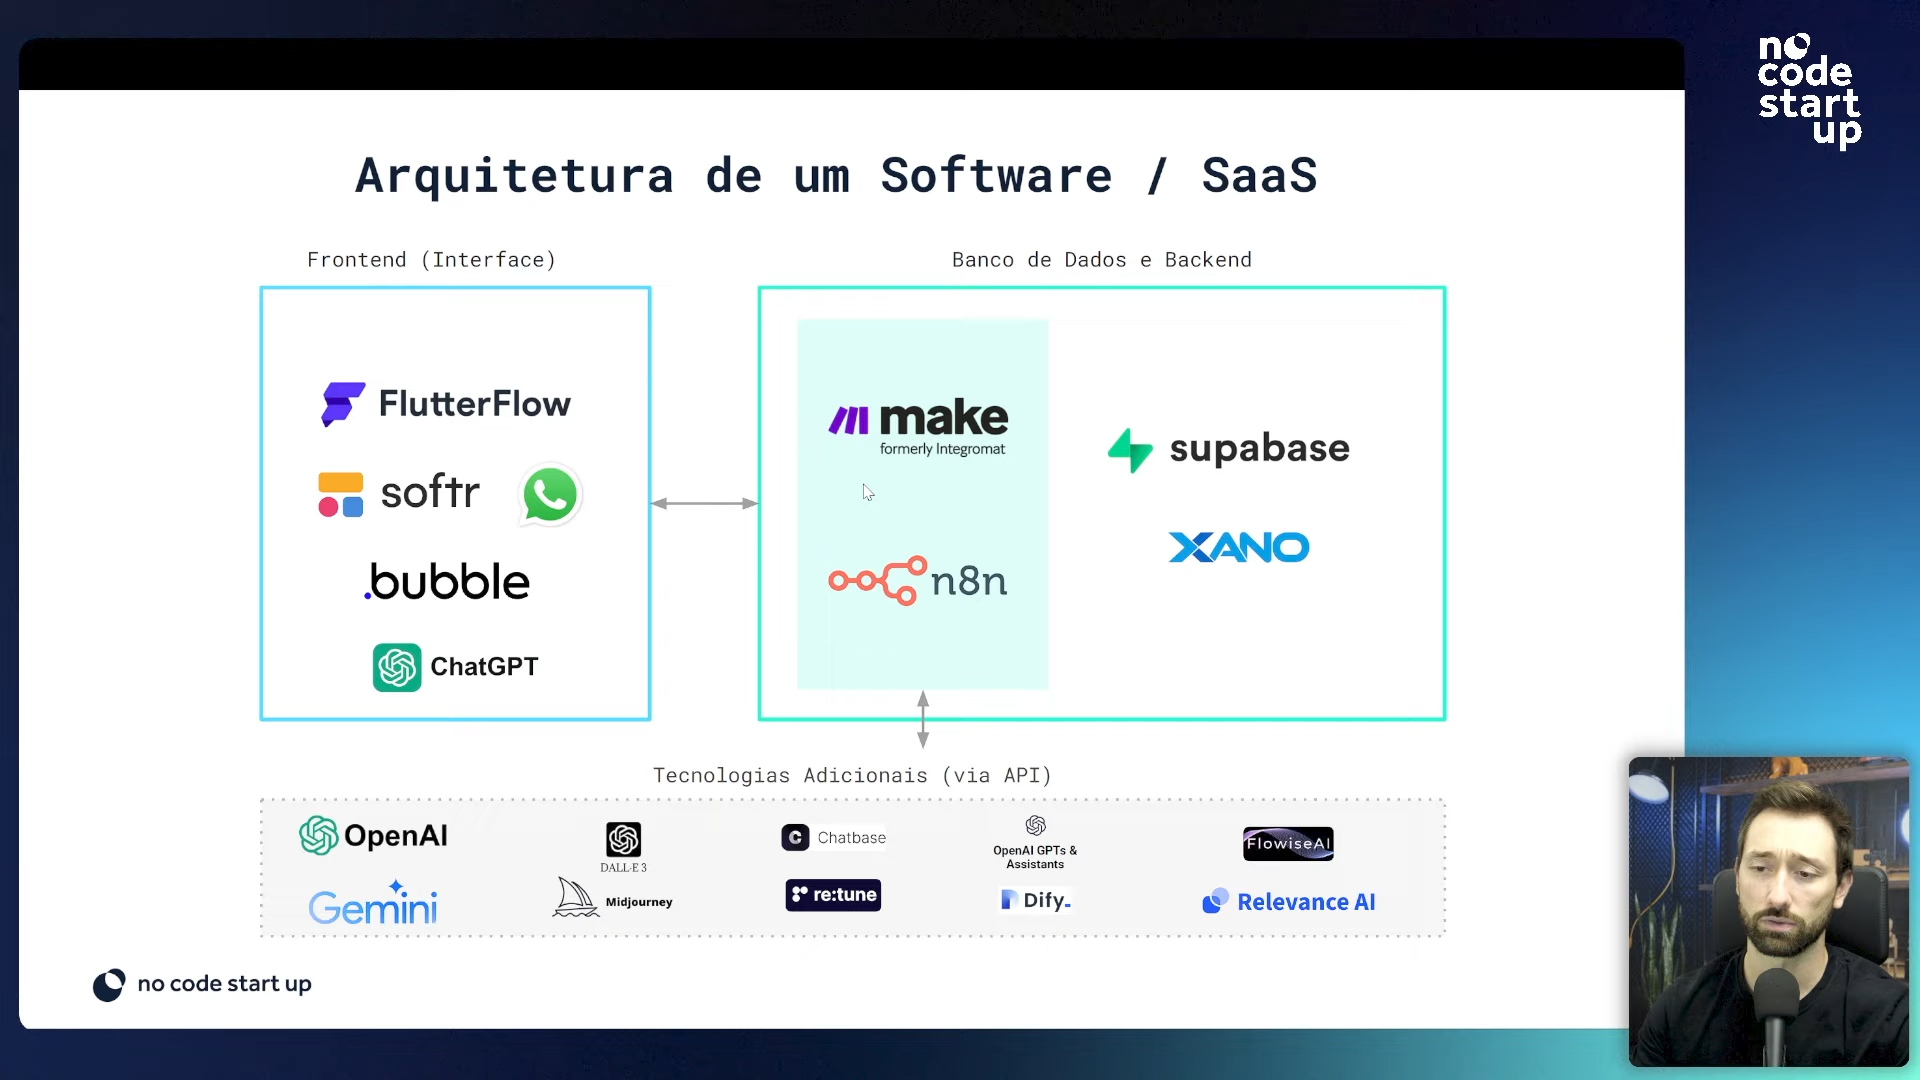 no
code
start
up
Arquitetura de um Software / SaaS
Frontend (Interface)
Banco de Dados e Backend
FlutterFlow
softr
.bubble
ChatGPT
make
formerly Integromat
n8n
supabase
XANO
Tecnologias Adicionais (via API)
OpenAI
DALL·E 3
C Chatbase
OpenAI GPTs &
Assistants
FlowiseAI
Gemini
Midjourney
re:tune
Dify.
Relevance AI
no code start up